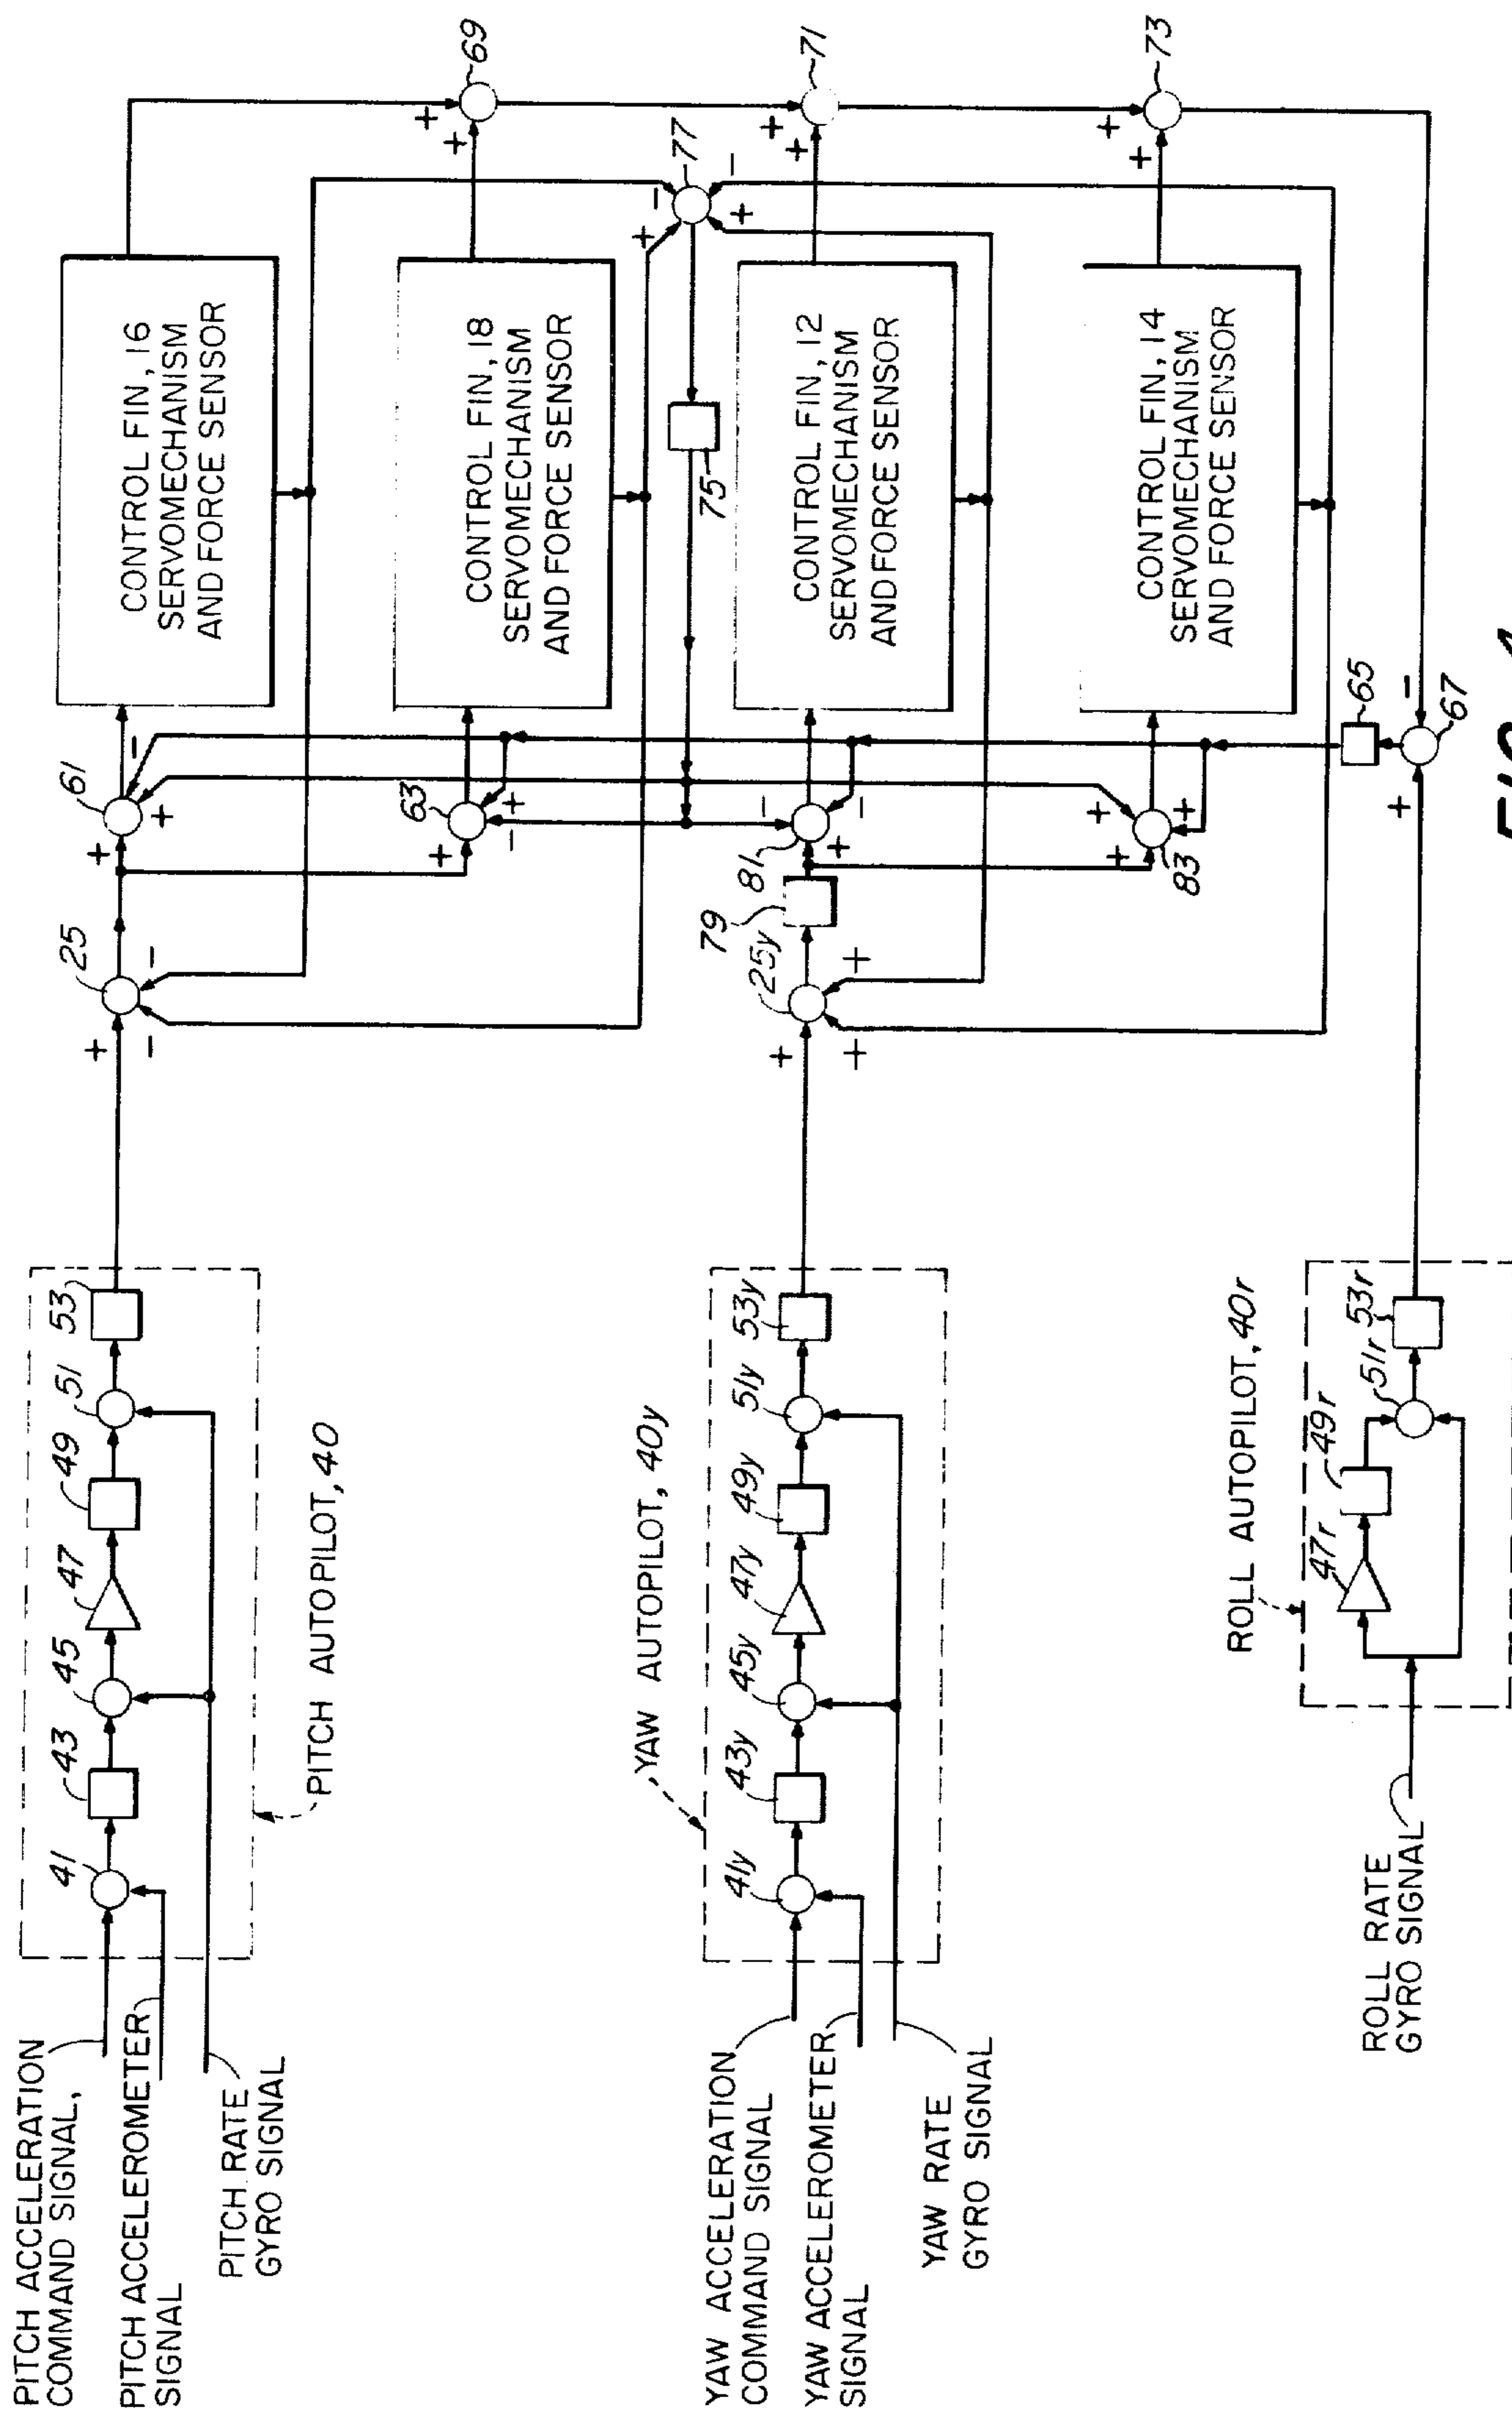 PITCH ACCELERATION
COMMAND SIGNAL,
PITCH ACCELEROMETER
SIGNAL
PITCH RATE
GYRO SIGNAL
41
43
45
47
49
51
53
PITCH AUTOPILOT, 40
25
61
CONTROL FIN, 16
SERVOMECHANISM
AND FORCE SENSOR
69
63
CONTROL FIN, 18
SERVOMECHANISM
AND FORCE SENSOR
77
75
YAW ACCELERATION
COMMAND SIGNAL
YAW ACCELEROMETER
SIGNAL
YAW RATE
GYRO SIGNAL
YAW AUTOPILOT, 40y
41y
43y
45y
47y
49y
51y
53y
25y
79
81
CONTROL FIN, 12
SERVOMECHANISM
AND FORCE SENSOR
71
83
CONTROL FIN, 14
SERVOMECHANISM
AND FORCE SENSOR
73
ROLL RATE
GYRO SIGNAL
ROLL AUTOPILOT, 40r
47r
49r
51r
53r
65
67
+
+
-
-
+
-
+
+
+
-
+
+
+
-
-
+
+
+
+
-
-
+
+
+
+
+
+
+
+
+
-